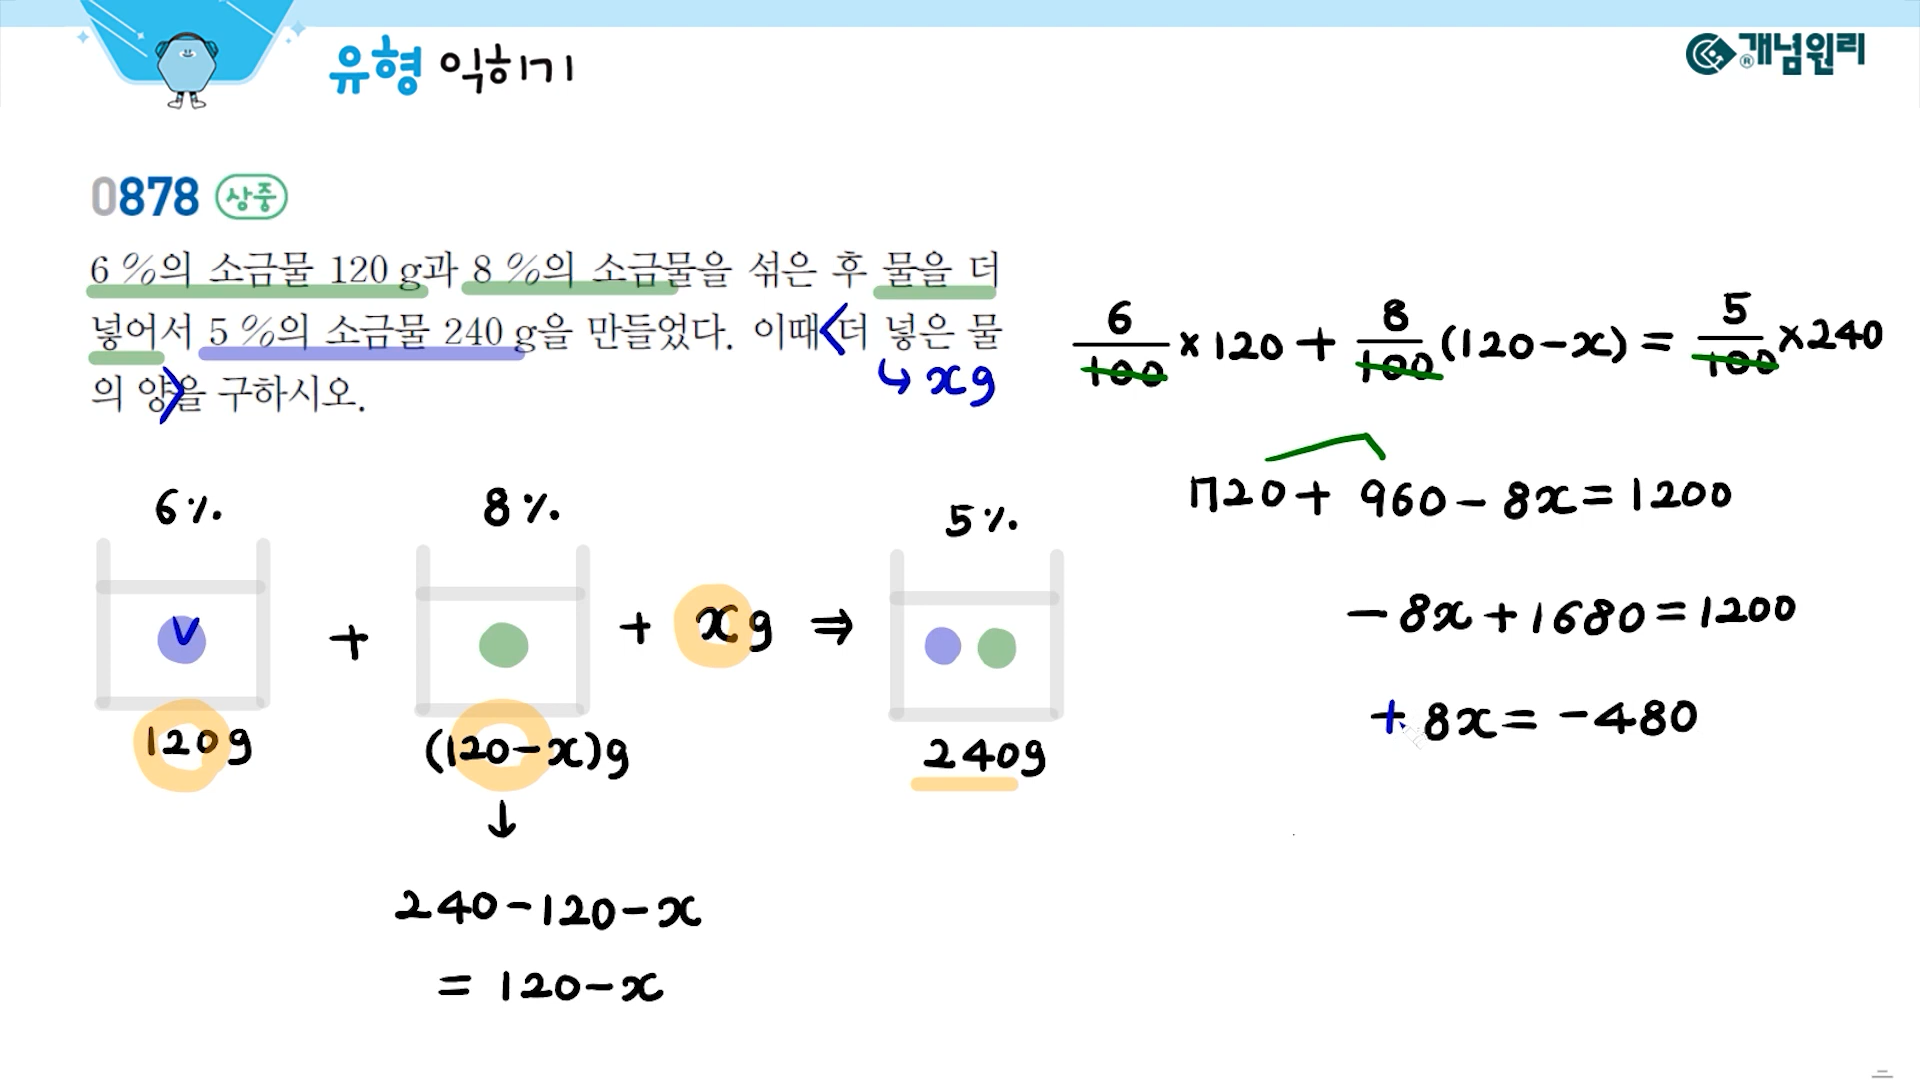 유형 익히기
개념원리®
0878 상중
6 %의 소금물 120 g과 8 %의 소금물을 섞은 후 물을 더
넣어서 5 %의 소금물 240 g을 만들었다. 이때 더 넣은 물
의 양을 구하시오.
↳ xg
6%. 8%. 5%.
v + + xg ⇒
120g (120-x)g 240g
↓
240-120-x
= 120-x
6/100 × 120 + 8/100 (120-x) = 5/100 × 240
720 + 960 - 8x = 1200
-8x + 1680 = 1200
+8x = -480